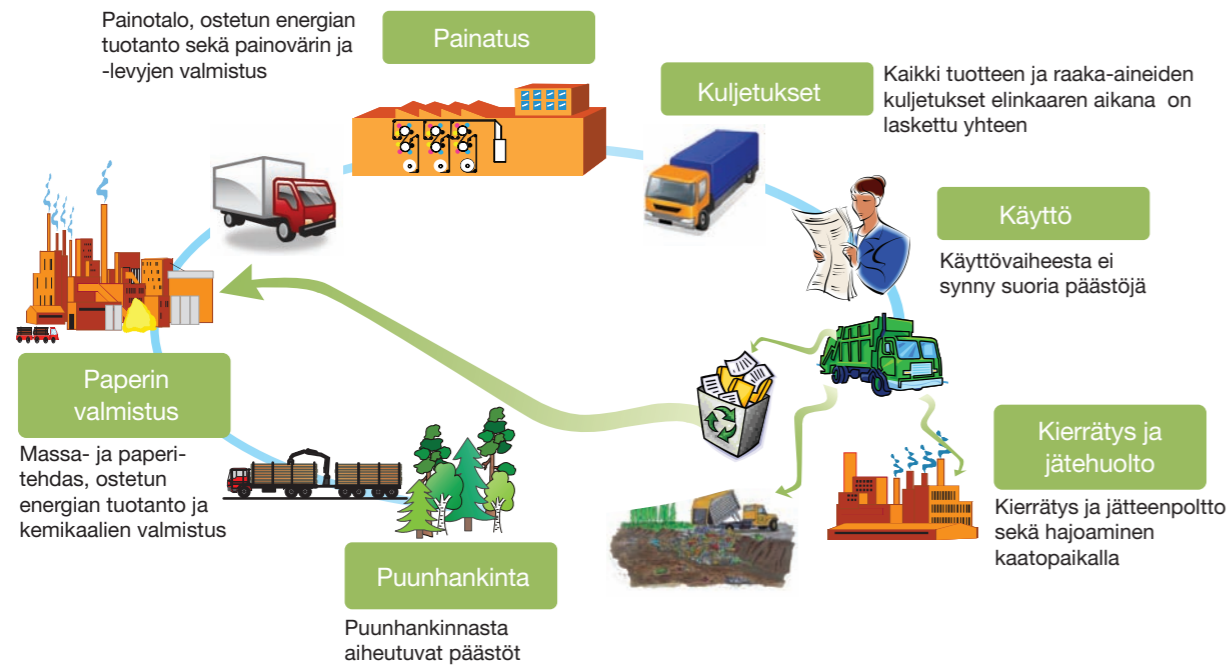 Painotalo, ostetun energian
tuotanto sekä painovärin ja
-levyjen valmistus
Painatus
Kuljetukset
Kaikki tuotteen ja raaka-aineiden
kuljetukset elinkaaren aikana on
laskettu yhteen
Käyttö
Käyttövaiheesta ei
synny suoria päästöjä
Paperin
valmistus
Massa- ja paperi-
tehdas, ostetun
energian tuotanto ja
kemikaalien valmistus
Kierrätys ja
jätehuolto
Kierrätys ja jätteenpoltto
sekä hajoaminen
kaatopaikalla
Puunhankinta
Puunhankinnasta
aiheutuvat päästöt